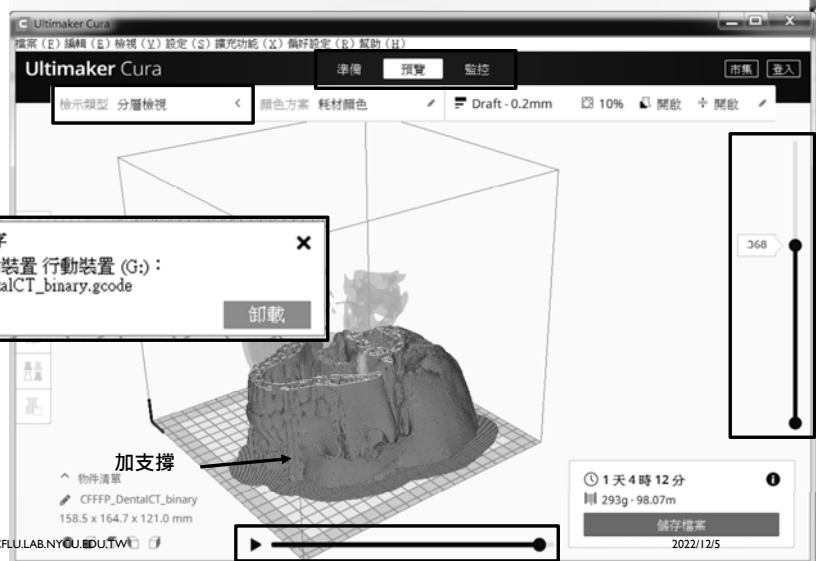 Ultimaker Cura
檔案 (F) 編輯 (E) 檢視 (V) 設定 (S) 擴充功能 (X) 偏好設定 (R) 幫助 (H)
Ultimaker Cura 準備 預覽 監控 市集 登入
檢示類型 分層檢視 顏色方案 耗材顏色 Draft - 0.2mm 10% 開啟 開啟
368
裝置 行動裝置 (G:)：
alCT_binary.gcode
卸載
加支撐
物件清單
CFFFP_DentalCT_binary
158.5 x 164.7 x 121.0 mm
1 天 4 時 12 分
293g · 98.07m
儲存檔案
CFLU.LAB.NYCU.EDU.TW 2022/12/5